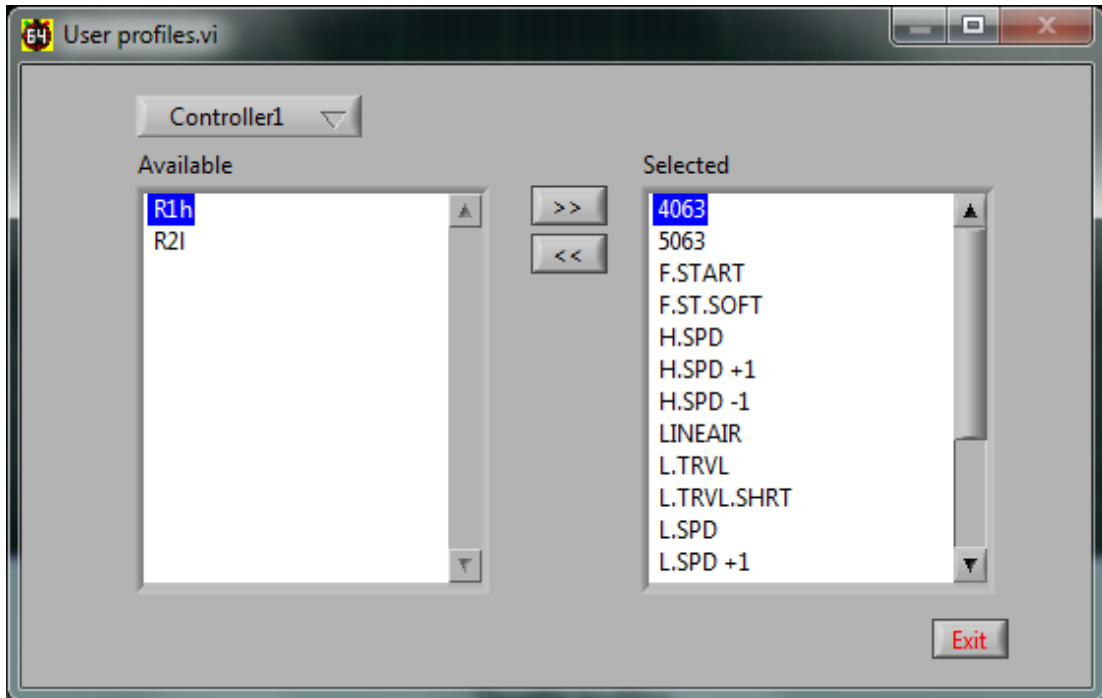 64 User profiles.vi
Controller1
Available
R1h
R2l
>>
<<
Selected
4063
5063
F.START
F.ST.SOFT
H.SPD
H.SPD +1
H.SPD -1
LINEAIR
L.TRVL
L.TRVL.SHRT
L.SPD
L.SPD +1
Exit